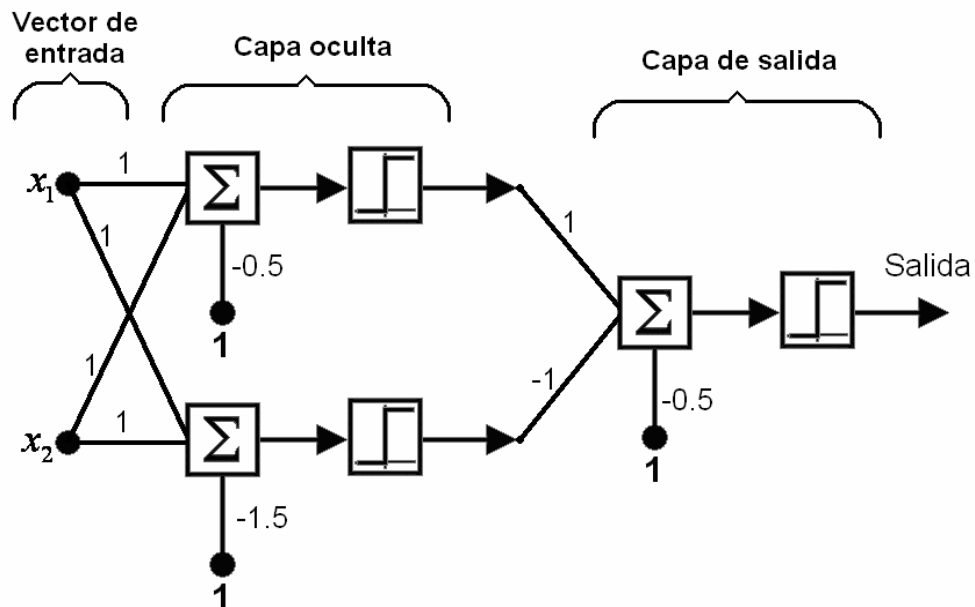 Vector de
entrada
Capa oculta
Capa de salida
x₁
1
Σ
1
-0.5
1
1
Salida
Σ
1
x₂
1
Σ
-1
-0.5
1
-1.5
1